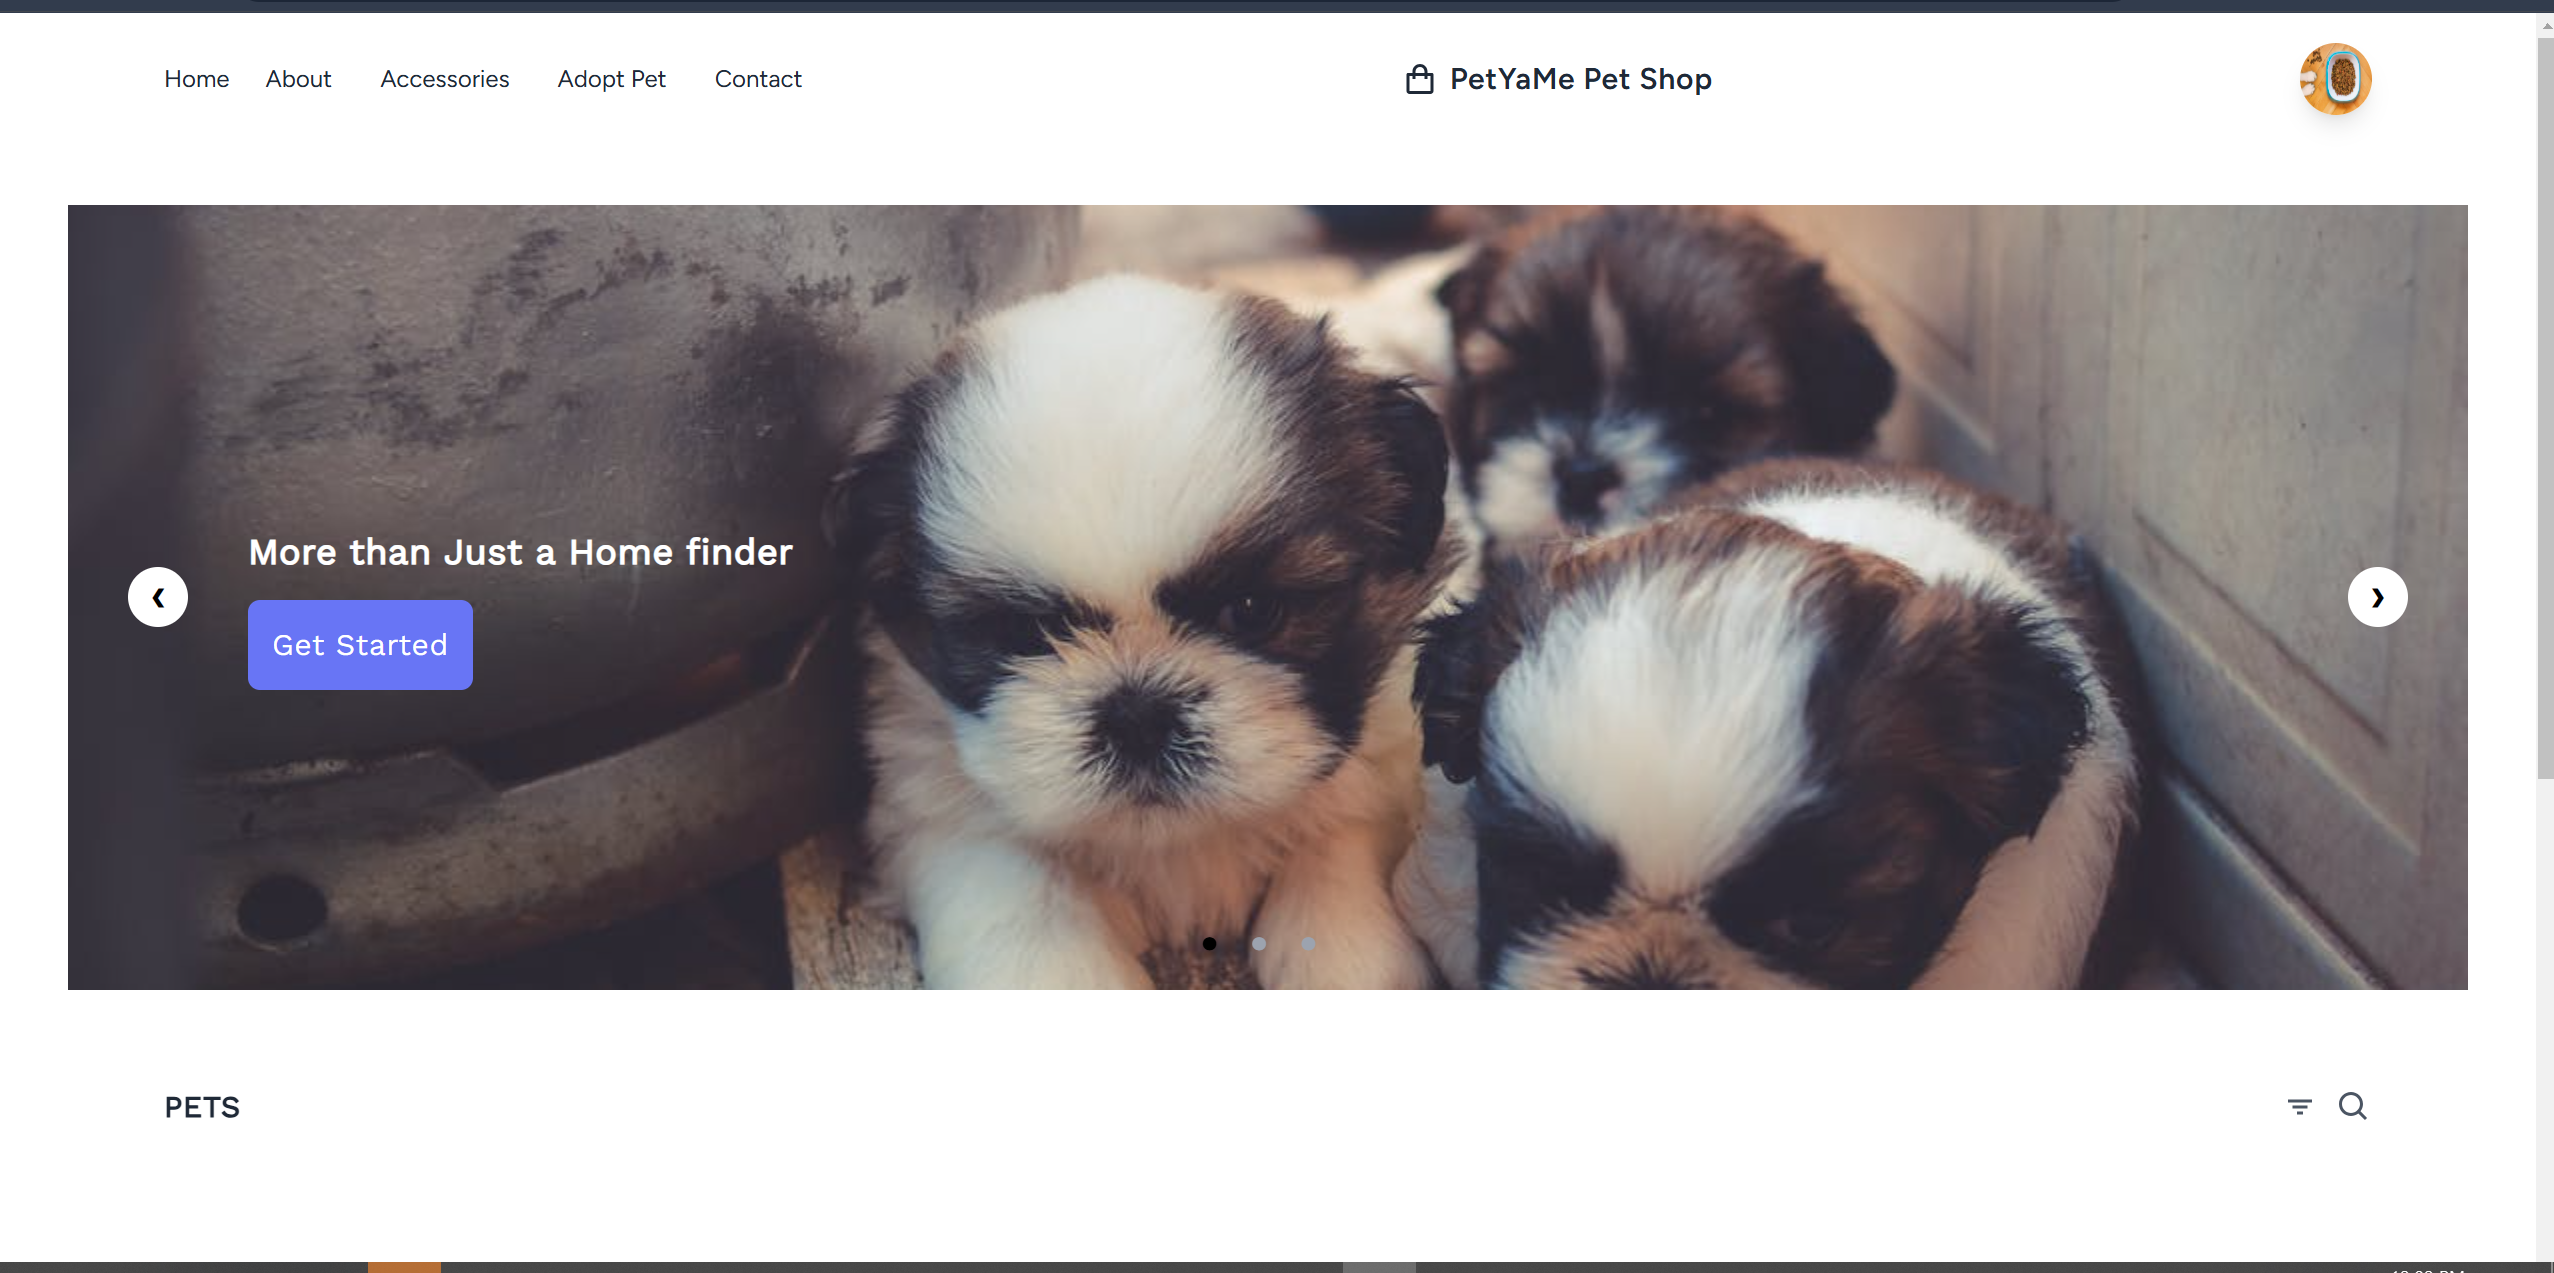 Home About Accessories Adopt Pet Contact PetYaMe Pet Shop
More than Just a Home finder
Get Started
PETS